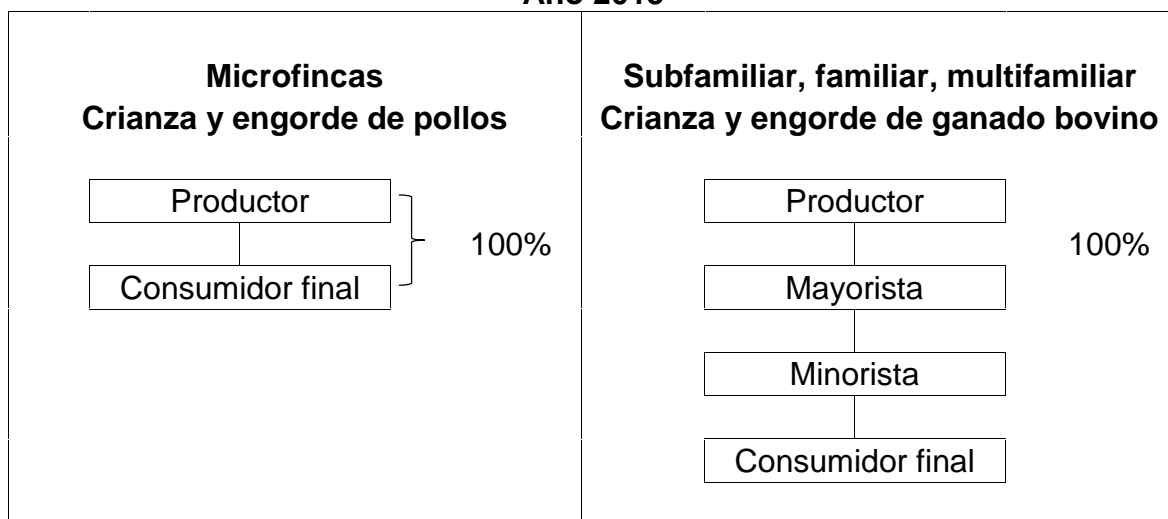 Microfincas
Crianza y engorde de pollos
Productor
100%
Consumidor final
Subfamiliar, familiar, multifamiliar
Crianza y engorde de ganado bovino
Productor
100%
Mayorista
Minorista
Consumidor final